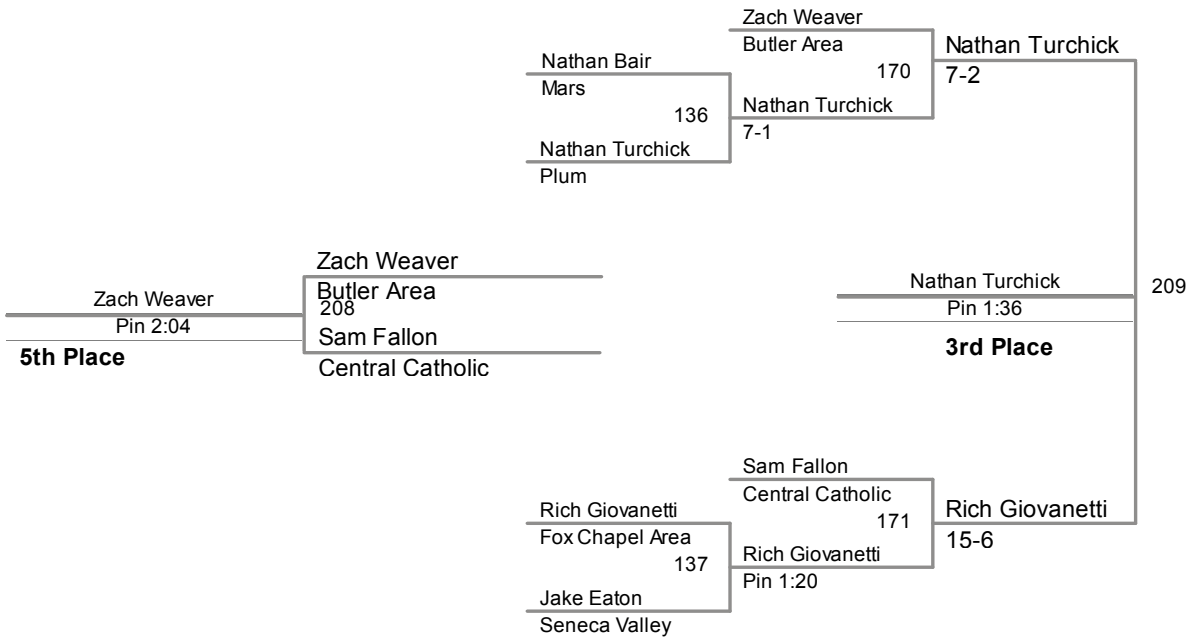 Zach Weaver
Butler Area
170
Nathan Turchick
7-2
Nathan Bair
Mars
136
Nathan Turchick
7-1
Nathan Turchick
Plum
Zach Weaver
Butler Area
208
Zach Weaver
Pin 2:04
5th Place
Sam Fallon
Central Catholic
Nathan Turchick
209
Pin 1:36
3rd Place
Sam Fallon
Central Catholic
171
Rich Giovanetti
15-6
Rich Giovanetti
Fox Chapel Area
137
Rich Giovanetti
Pin 1:20
Jake Eaton
Seneca Valley